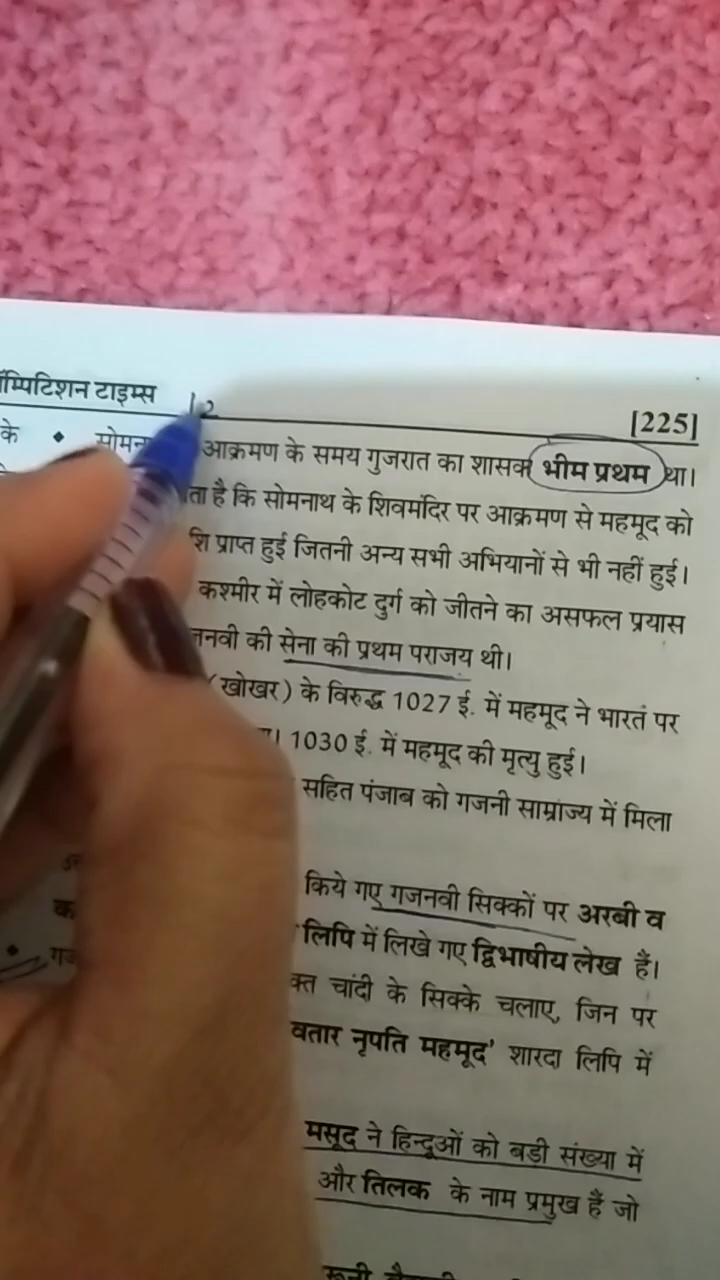 म्पिटिशन टाइम्स 12 [225]
के ♦ आक्रमण के समय गुजरात का शासक भीम प्रथम था।
ता है कि सोमनाथ के शिवमंदिर पर आक्रमण से महमूद को
शि प्राप्त हुई जितनी अन्य सभी अभियानों से भी नहीं हुई।
कश्मीर में लोहकोट दुर्ग को जीतने का असफल प्रयास
जनवी की सेना की प्रथम पराजय थी।
(खोखर) के विरुद्ध 1027 ई. में महमूद ने भारतं पर
। 1030 ई. में महमूद की मृत्यु हुई।
सहित पंजाब को गजनी साम्राज्य में मिला
किये गए गजनवी सिक्कों पर अरबी व
लिपि में लिखे गए द्विभाषीय लेख हैं।
क्त चांदी के सिक्के चलाए, जिन पर
वतार नृपति महमूद' शारदा लिपि में
मसूद ने हिन्दूओं को बडी संख्या में
और तिलक के नाम प्रमुख हैं जो